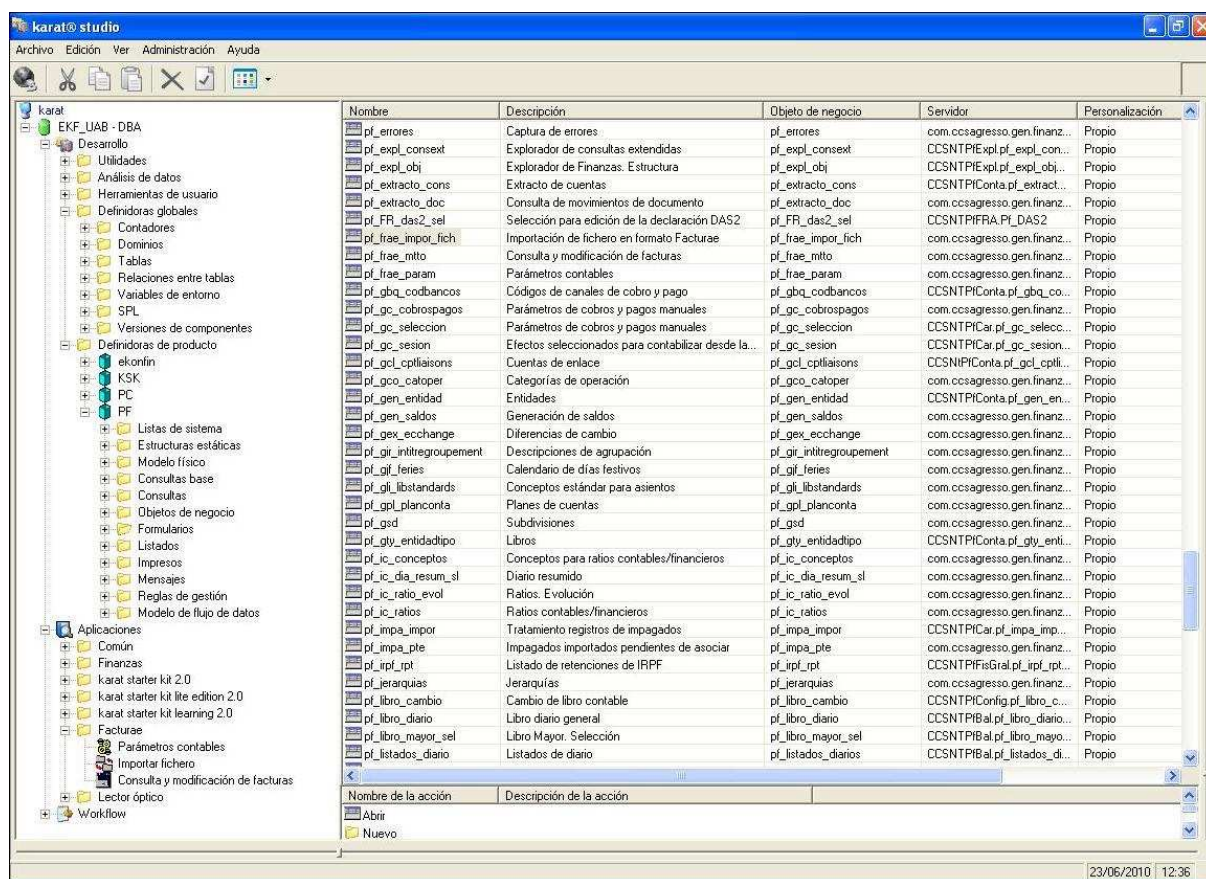 karat® studio
Archivo Edición Ver Administración Ayuda
karat
EKF_UAB - DBA
Desarrollo
Utilidades
Análisis de datos
Herramientas de usuario
Definidoras globales
Contadores
Dominios
Tablas
Relaciones entre tablas
Variables de entorno
SPL
Versiones de componentes
Definidoras de producto
ekonfin
KSK
PC
PF
Listas de sistema
Estructuras estáticas
Modelo físico
Consultas base
Consultas
Objetos de negocio
Formularios
Listados
Impresos
Mensajes
Reglas de gestión
Modelo de flujo de datos
Aplicaciones
Común
Finanzas
karat starter kit 2.0
karat starter kit lite edition 2.0
karat starter kit learning 2.0
Facturae
Parámetros contables
Importar fichero
Consulta y modificación de facturas
Lector óptico
Workflow
Nombre Descripción Objeto de negocio Servidor Personalización
pf_errores Captura de errores pf_errores com.ccsagresso.gen.finanz... Propio
pf_expl_consext Explorador de consultas extendidas pf_expl_consext CCSNTPfExpl.pf_expl_con... Propio
pf_expl_obj Explorador de Finanzas. Estructura pf_expl_obj CCSNTPfExpl.pf_expl_obj... Propio
pf_extracto_cons Extracto de cuentas pf_extracto_cons CCSNTPfConta.pf_extract... Propio
pf_extracto_doc Consulta de movimientos de documento pf_extracto_doc com.ccsagresso.gen.finanz... Propio
pf_FR_das2_sel Selección para edición de la declaración DAS2 pf_FR_das2_sel CCSNTPfFRA.Pf_DAS2 Propio
pf_frae_impor_fich Importación de fichero en formato Facturae pf_frae_impor_fich com.ccsagresso.gen.finanz... Propio
pf_frae_mtto Consulta y modificación de facturas pf_frae_mtto com.ccsagresso.gen.finanz... Propio
pf_frae_param Parámetros contables pf_frae_param com.ccsagresso.gen.finanz... Propio
pf_gbq_codbancos Códigos de canales de cobro y pago pf_gbq_codbancos CCSNTPfConta.pf_gbq_co... Propio
pf_gc_cobrospagos Parámetros de cobros y pagos manuales pf_gc_cobrospagos com.ccsagresso.gen.finanz... Propio
pf_gc_seleccion Parámetros de cobros y pagos manuales pf_gc_seleccion CCSNTPfCar.pf_gc_selecc... Propio
pf_gc_sesion Efectos seleccionados para contabilizar desde la... pf_gc_sesion CCSNTPfCar.pf_gc_sesion... Propio
pf_gcl_cptliaisons Cuentas de enlace pf_gcl_cptliaisons CCSNtPfConta.pf_gcl_cptli... Propio
pf_gco_catoper Categorías de operación pf_gco_catoper com.ccsagresso.gen.finanz... Propio
pf_gen_entidad Entidades pf_gen_entidad CCSNTPfConta.pf_gen_en... Propio
pf_gen_saldos Generación de saldos pf_gen_saldos com.ccsagresso.gen.finanz... Propio
pf_gex_ecchange Diferencias de cambio pf_gex_ecchange com.ccsagresso.gen.finanz... Propio
pf_gir_intitregroupement Descripciones de agrupación pf_gir_intitregroupement com.ccsagresso.gen.finanz... Propio
pf_gjf_feries Calendario de días festivos pf_gjf_feries com.ccsagresso.gen.finanz... Propio
pf_gli_libstandards Conceptos estándar para asientos pf_gli_libstandards com.ccsagresso.gen.finanz... Propio
pf_gpl_planconta Planes de cuentas pf_gpl_planconta com.ccsagresso.gen.finanz... Propio
pf_gsd Subdivisiones pf_gsd com.ccsagresso.gen.finanz... Propio
pf_gty_entidadtipo Libros pf_gty_entidadtipo CCSNTPfConta.pf_gty_enti... Propio
pf_ic_conceptos Conceptos para ratios contables/financieros pf_ic_conceptos com.ccsagresso.gen.finanz... Propio
pf_ic_dia_resum_sl Diario resumido pf_ic_dia_resum_sl com.ccsagresso.gen.finanz... Propio
pf_ic_ratio_evol Ratios. Evolución pf_ic_ratio_evol com.ccsagresso.gen.finanz... Propio
pf_ic_ratios Ratios contables/financieros pf_ic_ratios com.ccsagresso.gen.finanz... Propio
pf_impa_impor Tratamiento registros de impagados pf_impa_impor CCSNTPfCar.pf_impa_imp... Propio
pf_impa_pte Impagados importados pendientes de asociar pf_impa_pte com.ccsagresso.gen.finanz... Propio
pf_irpf_rpt Listado de retenciones de IRPF pf_irpf_rpt CCSNTPfFisGral.pf_irpf_rpt... Propio
pf_jerarquias Jerarquías pf_jerarquias com.ccsagresso.gen.finanz... Propio
pf_libro_cambio Cambio de libro contable pf_libro_cambio CCSNTPfConfig.pf_libro_c... Propio
pf_libro_diario Libro diario general pf_libro_diario CCSNTPfBal.pf_libro_diario... Propio
pf_libro_mayor_sel Libro Mayor. Selección pf_libro_mayor_sel CCSNTPfBal.pf_libro_mayo... Propio
pf_listados_diario Listados de diario pf_listados_diarios CCSNTPfBal.pf_listados_di... Propio
Nombre de la acción Descripción de la acción
Abrir
Nuevo
23/06/2010 12:36